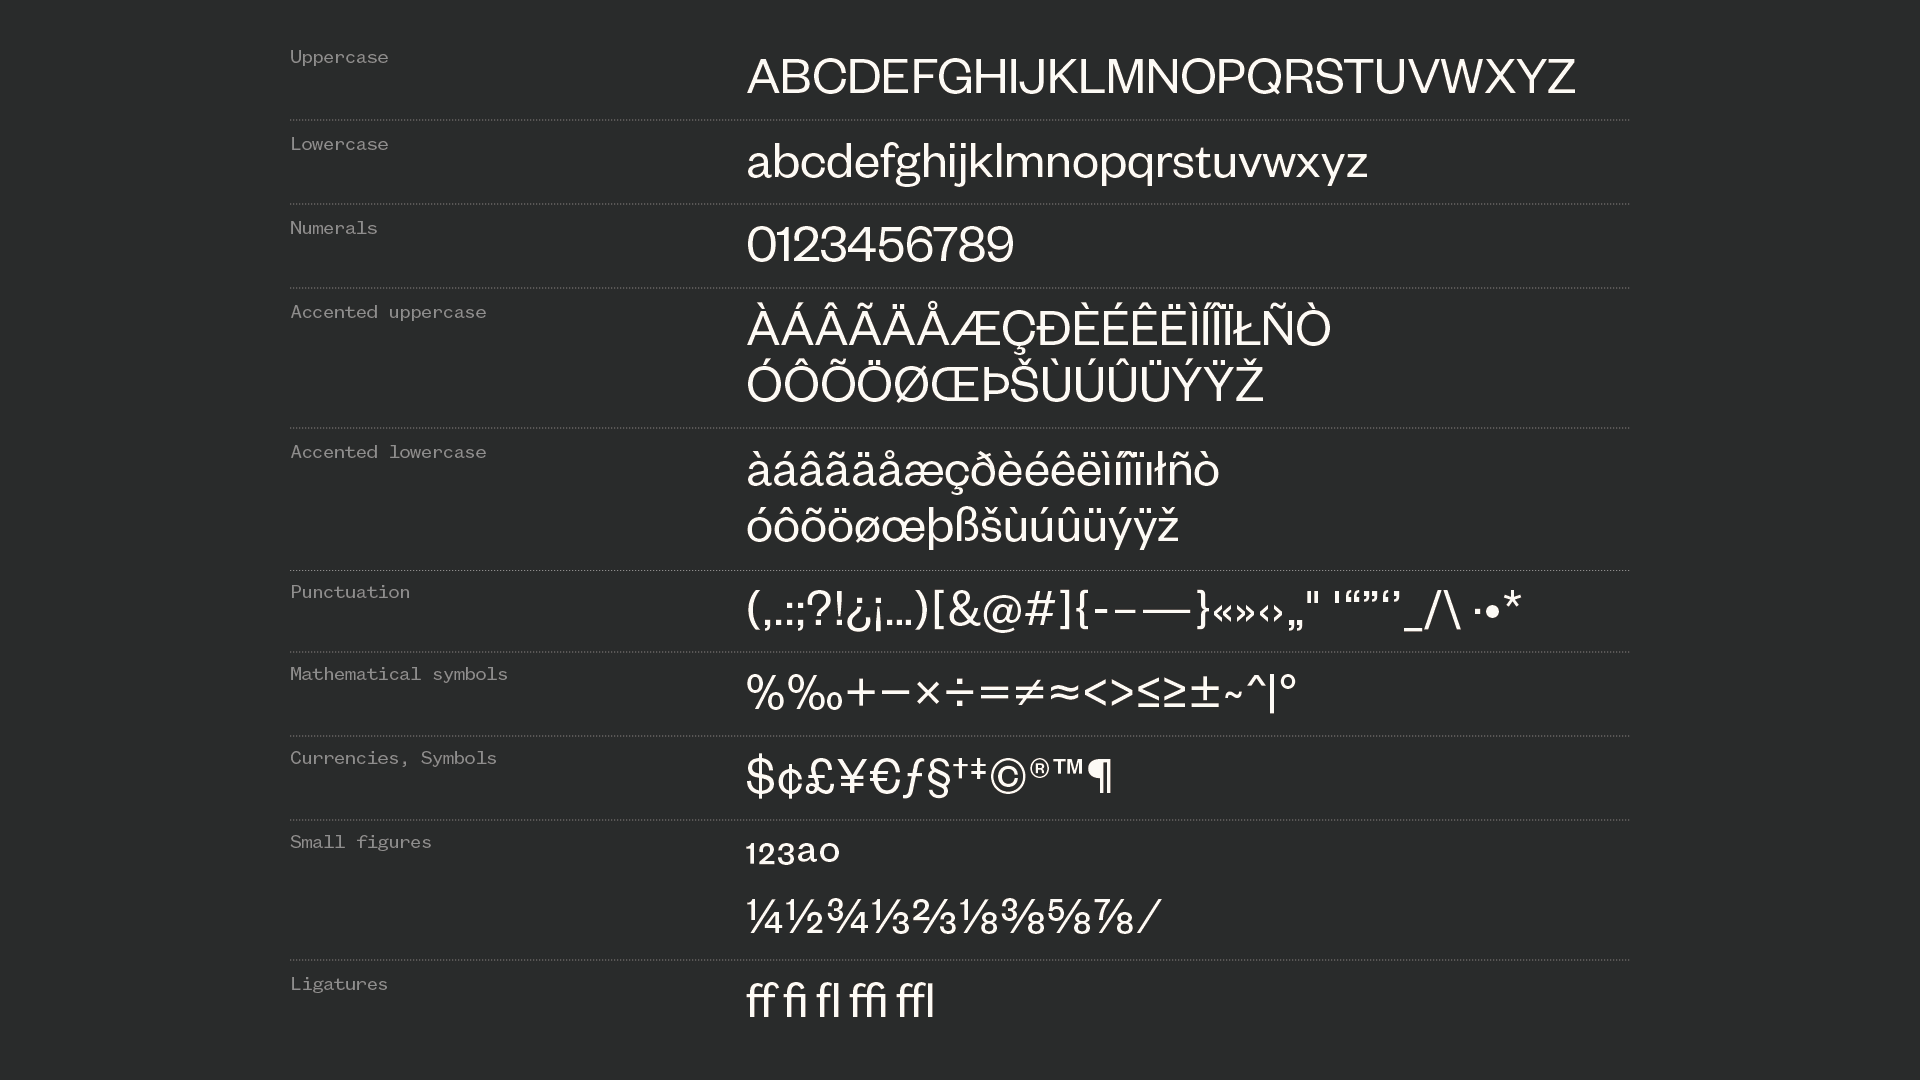 Uppercase
ABCDEFGHIJKLMNOPQRSTUVWXYZ
Lowercase
abcdefghijklmnopqrstuvwxyz
Numerals
0123456789
Accented uppercase
ÀÁÂÃÄÅÆÇÐÈÉÊËÌÍÎÏŁÑÒ
ÓÔÕÖØŒÞŠÙÚÛÜÝŸŽ
Accented lowercase
àáâãäåæçðèéêëìíîïıłñò
óôõöøœþßšùúûüýÿž
Punctuation
(,.:;?!¿¡…)[&@#]{-–—}«»‹›„" '“”‘’_/\ ·•*
Mathematical symbols
%‰+−×÷=≠≈<>≤≥±~^|°
Currencies, Symbols
$¢£¥€ƒ§†‡©®™¶
Small figures
¹²³ªº
¼½¾⅓⅔⅛⅜⅝⅞⁄
Ligatures
ff fi fl ffi ffl